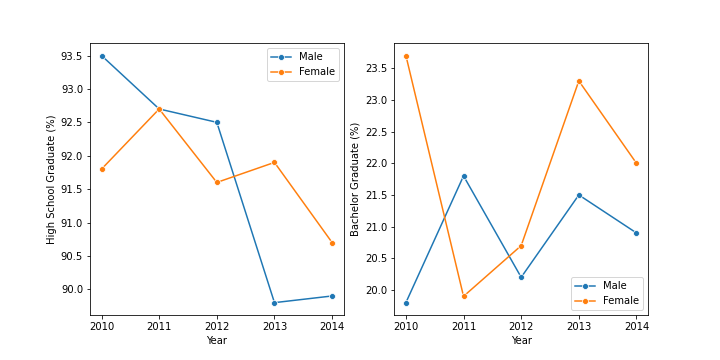 High School Graduate (%)
93.5
93.0
92.5
92.0
91.5
91.0
90.5
90.0
Male
Female
2010 2011 2012 2013 2014
Year
Bachelor Graduate (%)
23.5
23.0
22.5
22.0
21.5
21.0
20.5
20.0
Male
Female
2010 2011 2012 2013 2014
Year